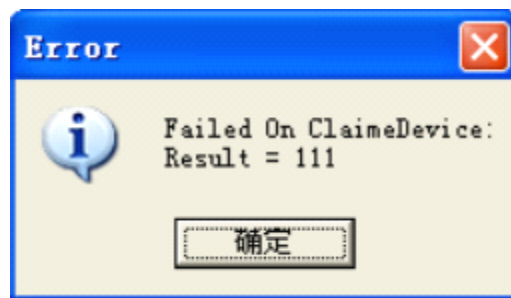 Error
Failed On ClaimeDevice:
Result = 111
确定